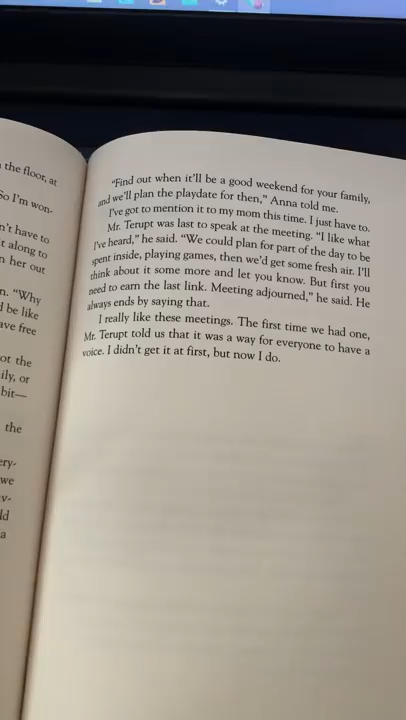 the floor, at
So I'm won-
n't have to
t along to
n her out
n. "Why
d be like
ave free
ot the
ily, or
bit—
the
ery-
we
v-
ld
a
"Find out when it'll be a good weekend for your family,
and we'll plan the playdate for then," Anna told me.
I've got to mention it to my mom this time. I just have to.
Mr. Terupt was last to speak at the meeting. "I like what
I've heard," he said. "We could plan for part of the day to be
spent inside, playing games, then we'd get some fresh air. I'll
think about it some more and let you know. But first you
need to earn the last link. Meeting adjourned," he said. He
always ends by saying that.
I really like these meetings. The first time we had one,
Mr. Terupt told us that it was a way for everyone to have a
voice. I didn't get it at first, but now I do.